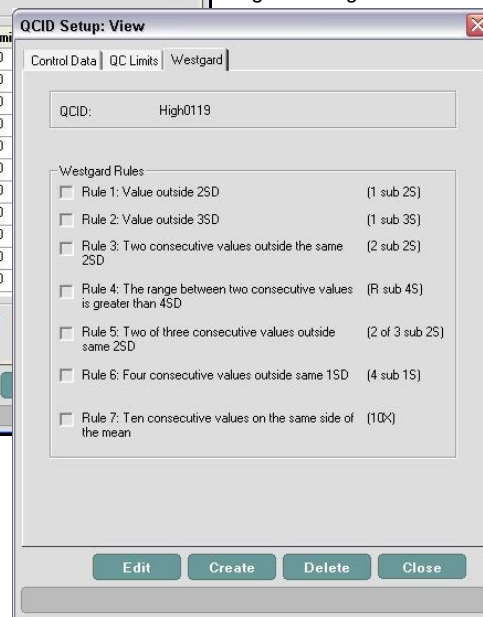 QCID Setup: View
Control Data QC Limits Westgard
QCID: High0119
Westgard Rules
Rule 1: Value outside 2SD (1 sub 2S)
Rule 2: Value outside 3SD (1 sub 3S)
Rule 3: Two consecutive values outside the same (2 sub 2S)
2SD
Rule 4: The range between two consecutive values (R sub 4S)
is greater than 4SD
Rule 5: Two of three consecutive values outside (2 of 3 sub 2S)
same 2SD
Rule 6: Four consecutive values outside same 1SD (4 sub 1S)
Rule 7: Ten consecutive values on the same side of (10X)
the mean
Edit Create Delete Close